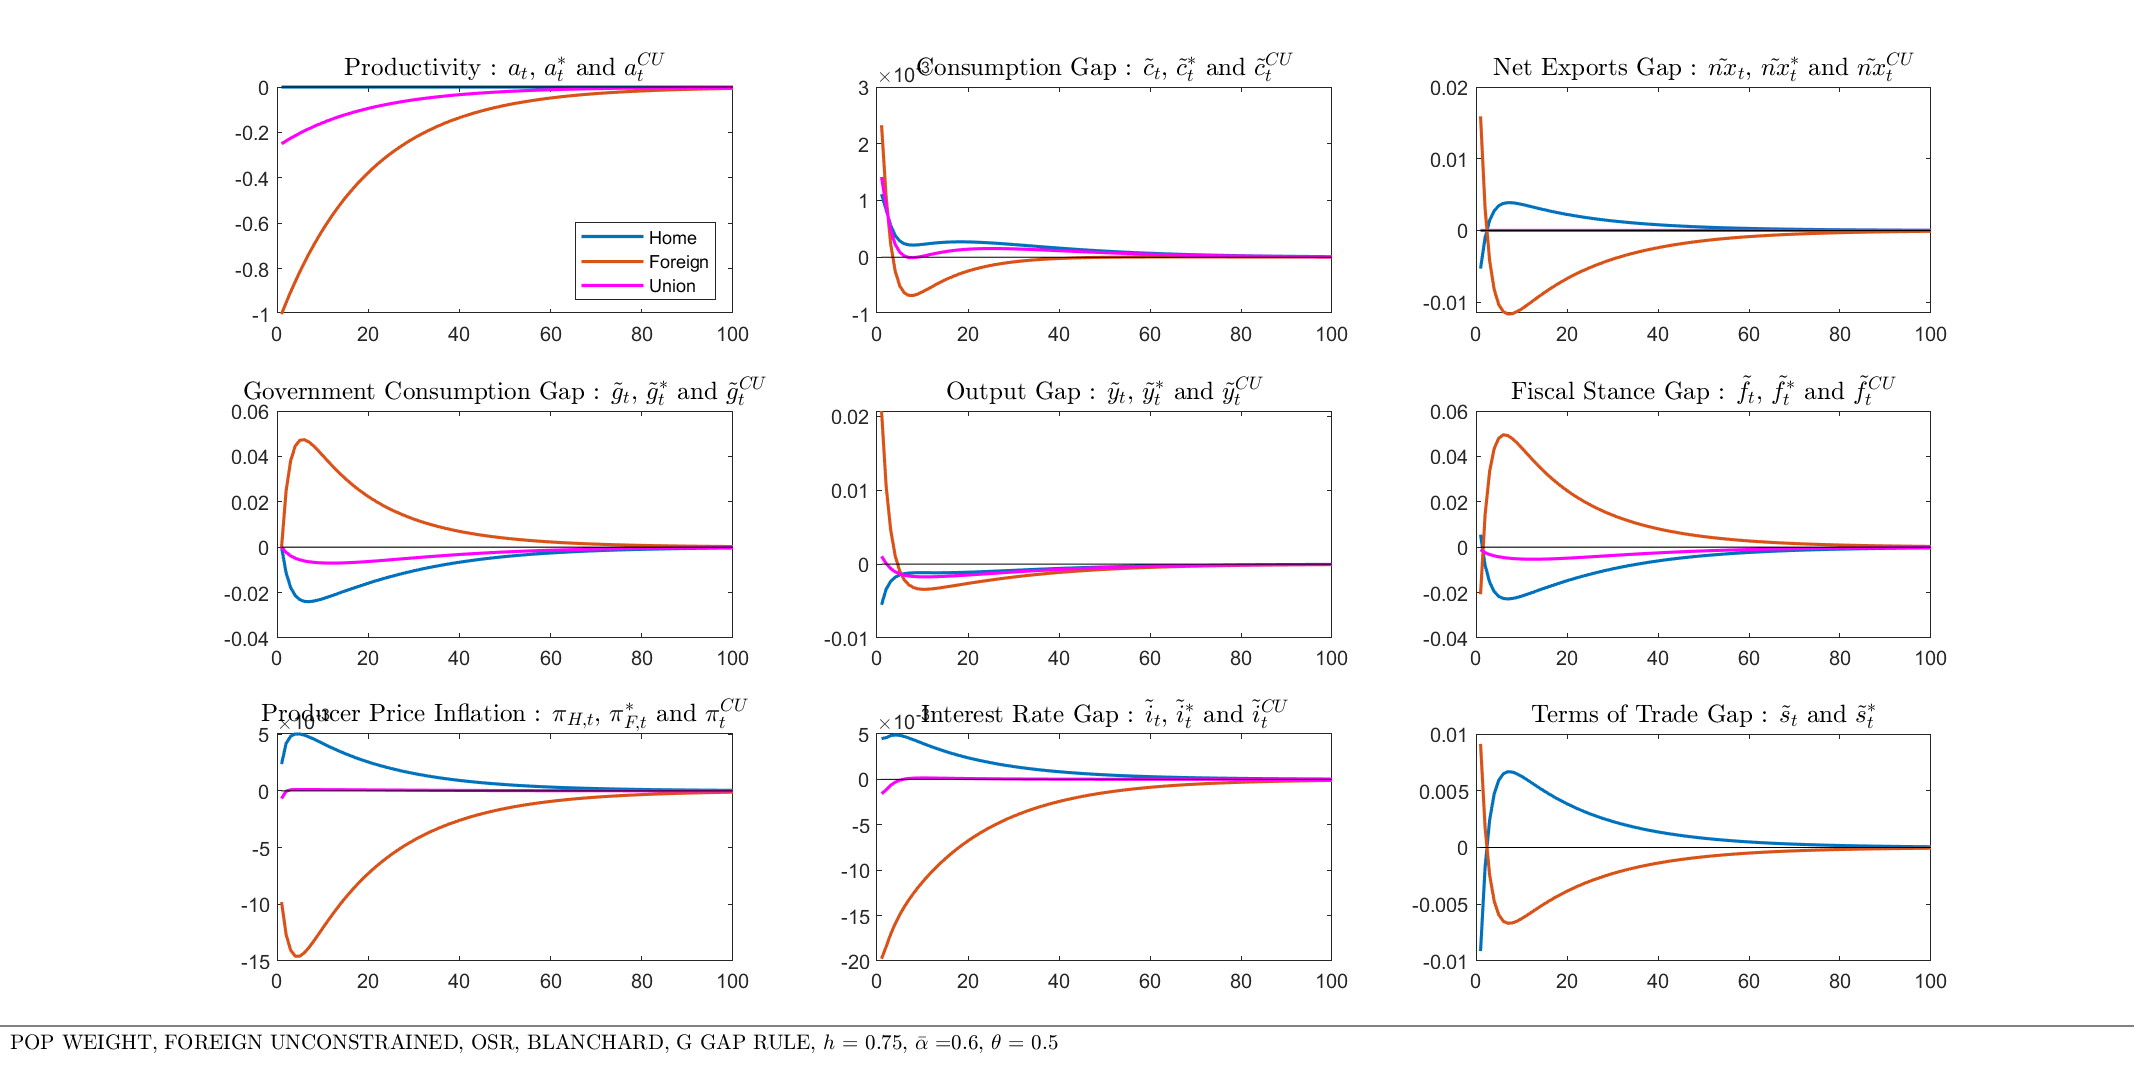 Productivity : a_t, a_t^* and a_t^{CU}
0
-0.2
-0.4
-0.6
-0.8
-1
0 20 40 60 80 100
Home
Foreign
Union
×10^{-3}
Consumption Gap : c̃_t, c̃_t^* and c̃_t^{CU}
3
2
1
0
-1
0 20 40 60 80 100
Net Exports Gap : ñx_t, ñx_t^* and ñx_t^{CU}
0.02
0.01
0
-0.01
0 20 40 60 80 100
Government Consumption Gap : g̃_t, g̃_t^* and g̃_t^{CU}
0.06
0.04
0.02
0
-0.02
-0.04
0 20 40 60 80 100
Output Gap : ỹ_t, ỹ_t^* and ỹ_t^{CU}
0.02
0.01
0
-0.01
0 20 40 60 80 100
Fiscal Stance Gap : f̃_t, f̃_t^* and f̃_t^{CU}
0.06
0.04
0.02
0
-0.02
-0.04
0 20 40 60 80 100
Producer Price Inflation : π_{H,t}, π_{F,t}^* and π_t^{CU}
×10^{-3}
5
0
-5
-10
-15
0 20 40 60 80 100
×10^{-3}
Interest Rate Gap : ĩ_t, ĩ_t^* and ĩ_t^{CU}
5
0
-5
-10
-15
-20
0 20 40 60 80 100
Terms of Trade Gap : s̃_t and s̃_t^*
0.01
0.005
0
-0.005
-0.01
0 20 40 60 80 100
POP WEIGHT, FOREIGN UNCONSTRAINED, OSR, BLANCHARD, G GAP RULE, h = 0.75, ᾱ =0.6, θ = 0.5